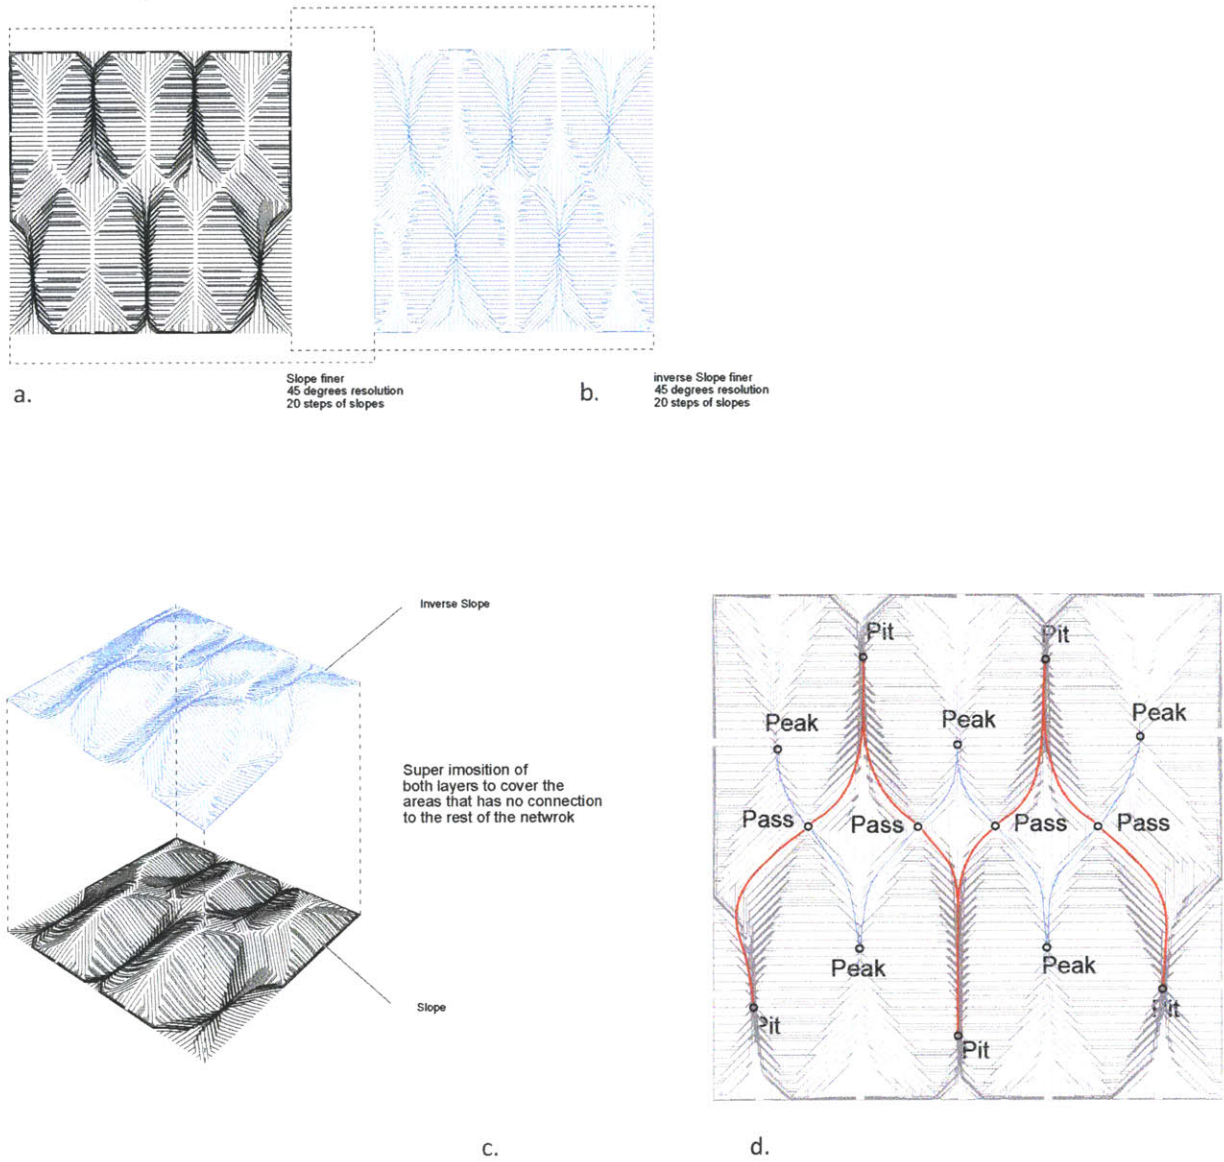 a.
Slope finer
45 degrees resolution
20 steps of slopes
b.
inverse Slope finer
45 degrees resolution
20 steps of slopes
Inverse Slope
Super imosition of
both layers to cover the
areas that has no connection
to the rest of the netwrok
Slope
c.
Pit
Pit
Peak
Peak
Peak
Pass
Pass
Pass
Pass
Peak
Peak
Pit
Pit
Pit
d.